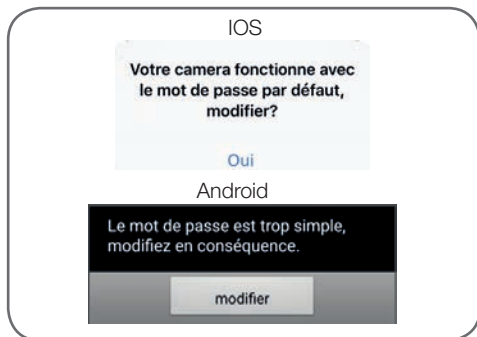 IOS
Votre camera fonctionne avec
le mot de passe par défaut,
modifier?
Oui
Android
Le mot de passe est trop simple,
modifiez en conséquence.
modifier